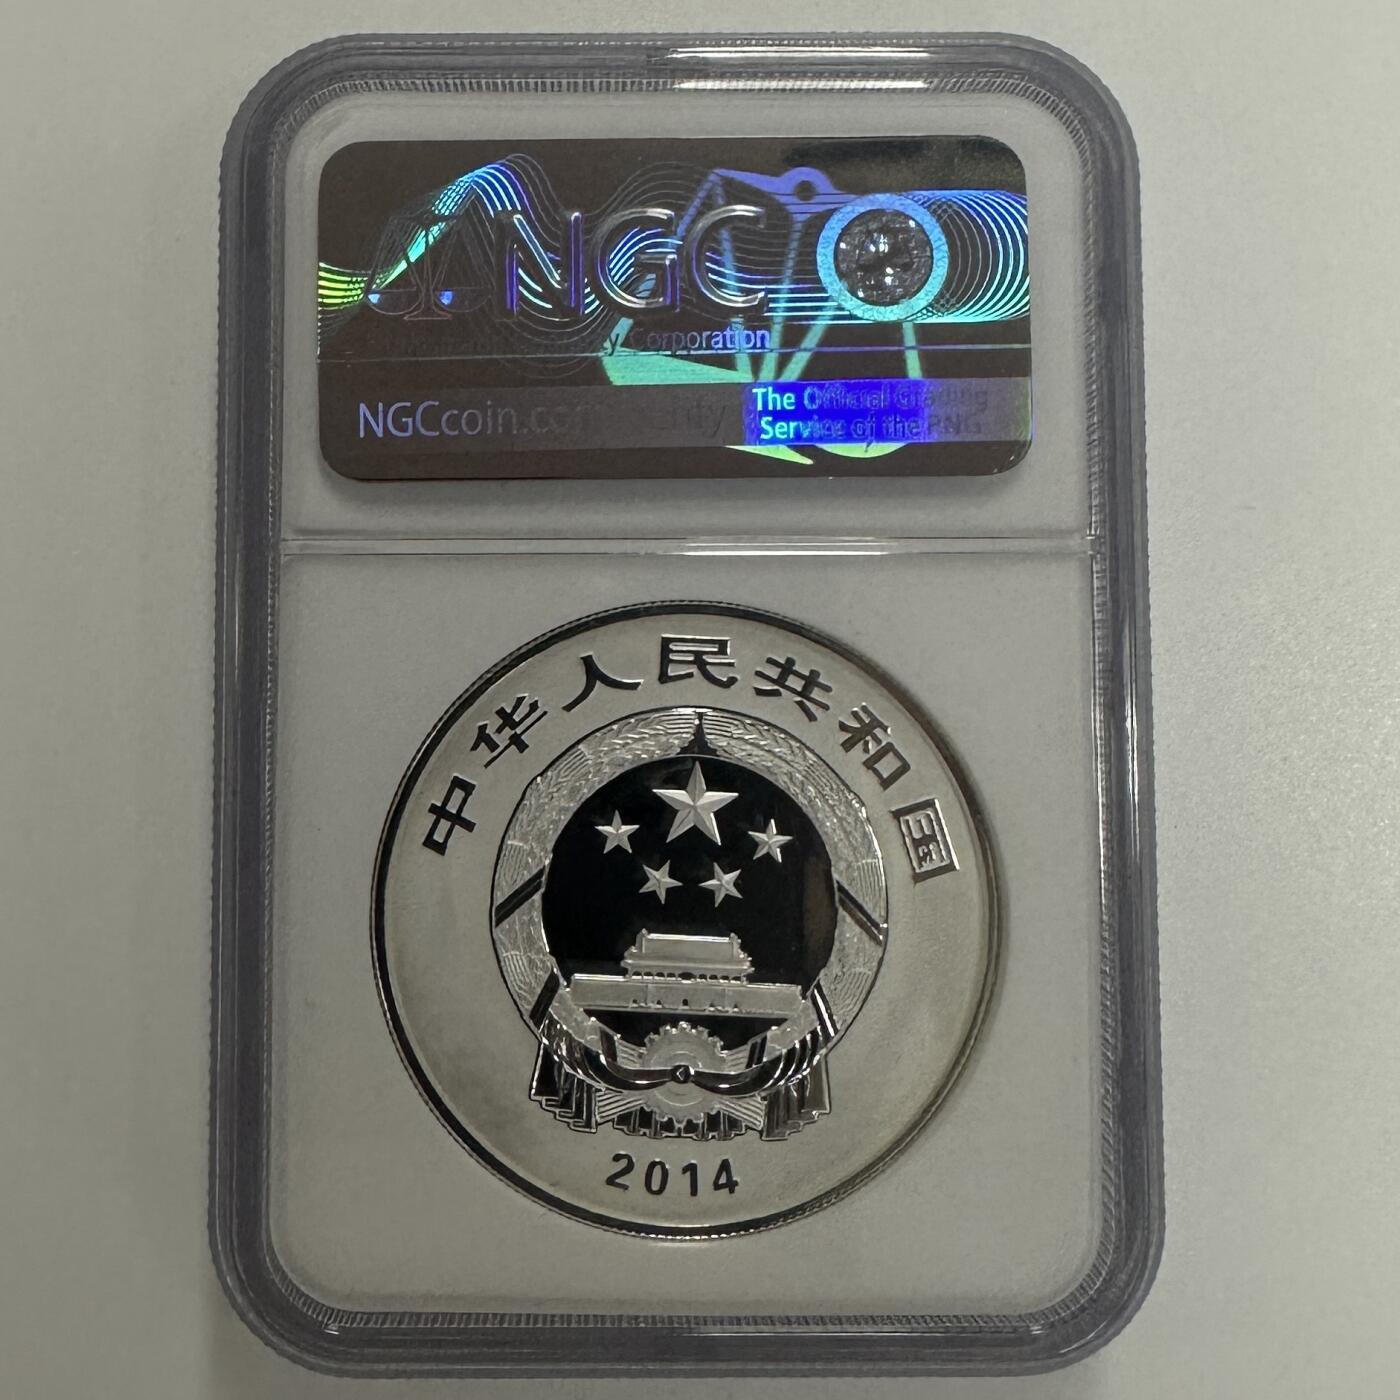 NGC
Corporation
NGCcoin.com
The Official Grading
Service of the PNG
中华人民共和国
2014